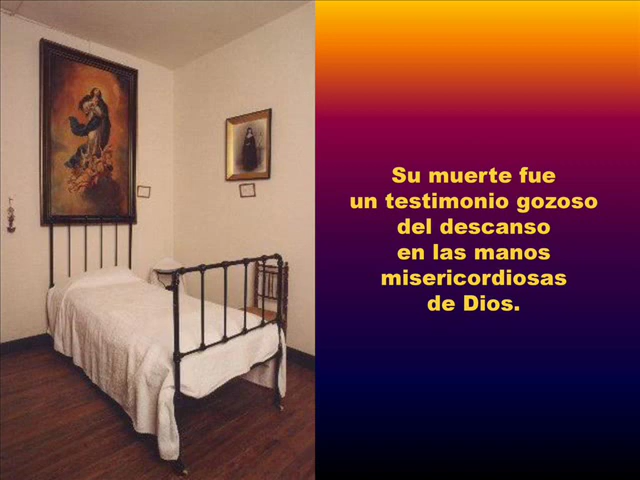 Su muerte fue
un testimonio gozoso
del descanso
en las manos
misericordiosas
de Dios.